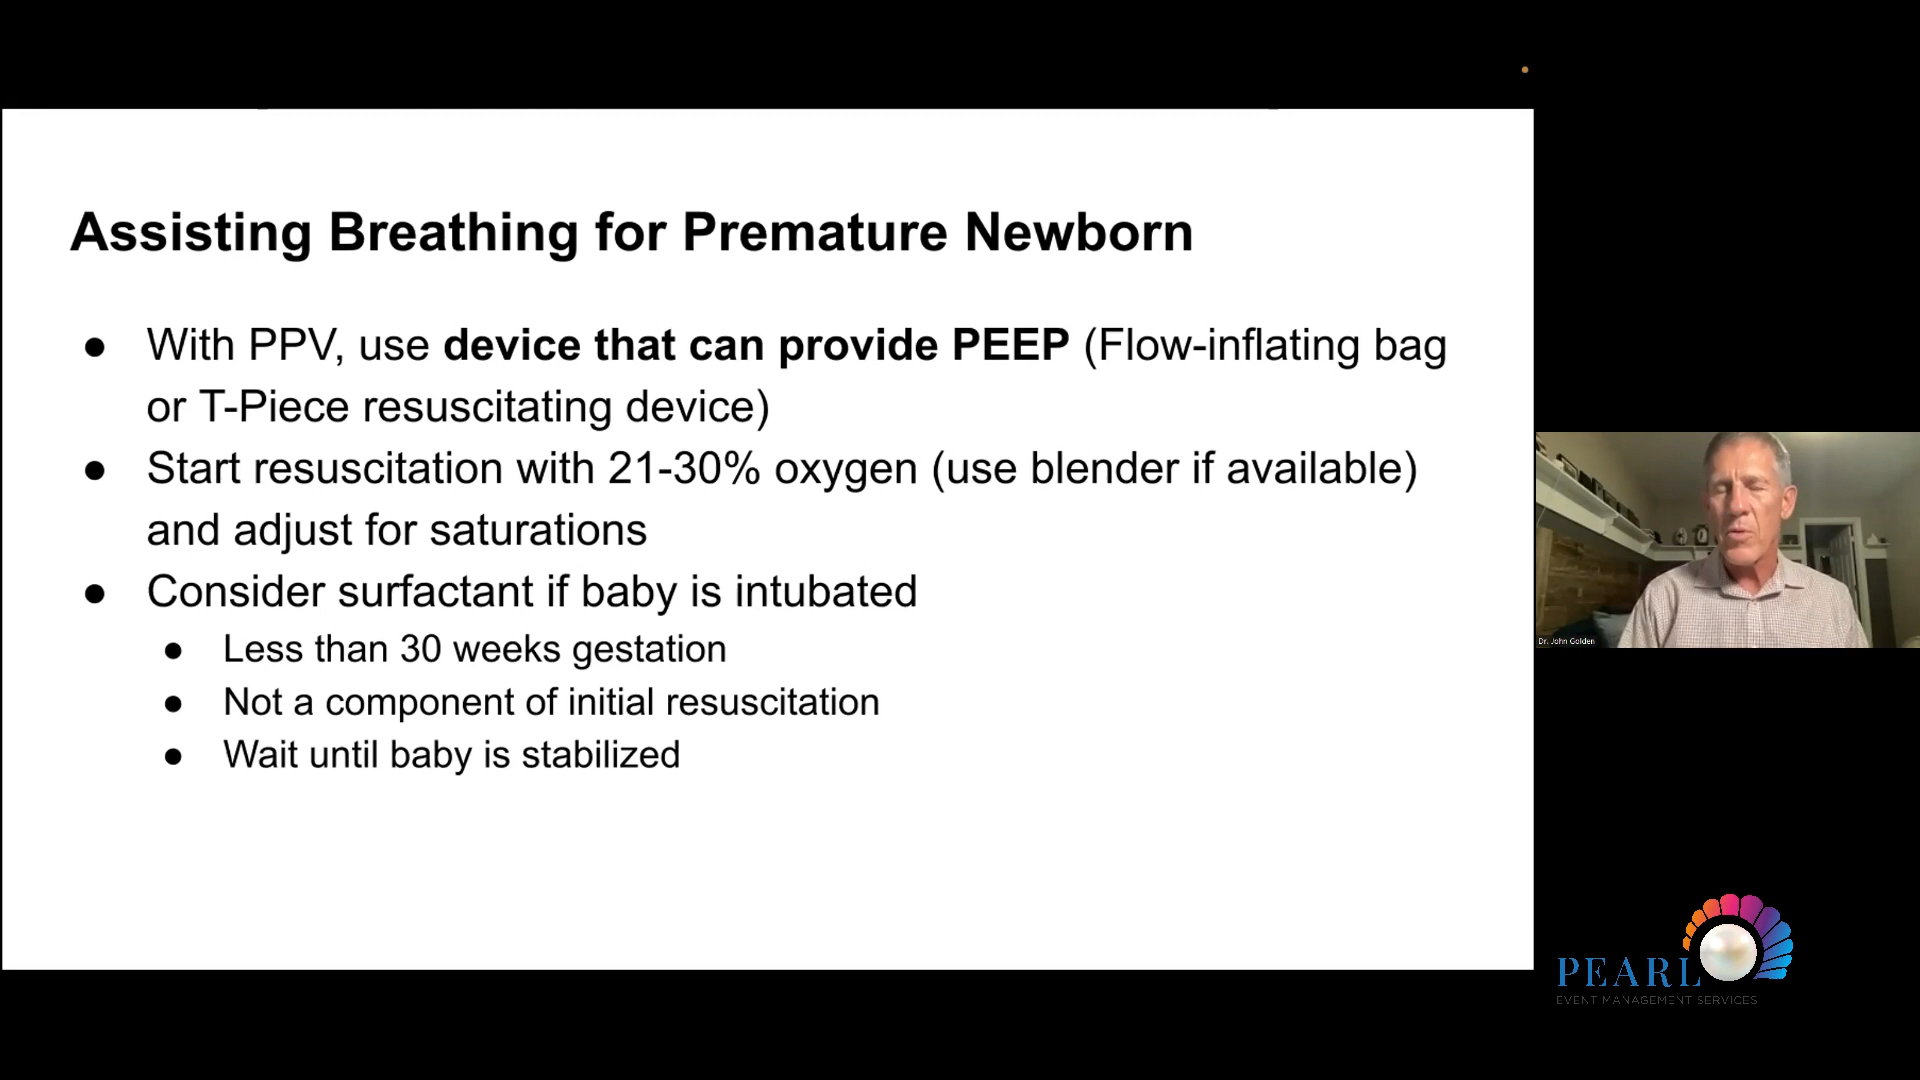 Assisting Breathing for Premature Newborn
● With PPV, use device that can provide PEEP (Flow-inflating bag
or T-Piece resuscitating device)
● Start resuscitation with 21-30% oxygen (use blender if available)
and adjust for saturations
● Consider surfactant if baby is intubated
● Less than 30 weeks gestation
● Not a component of initial resuscitation
● Wait until baby is stabilized
Dr. John Golden
PEARL
EVENT MANAGEMENT SERVICES